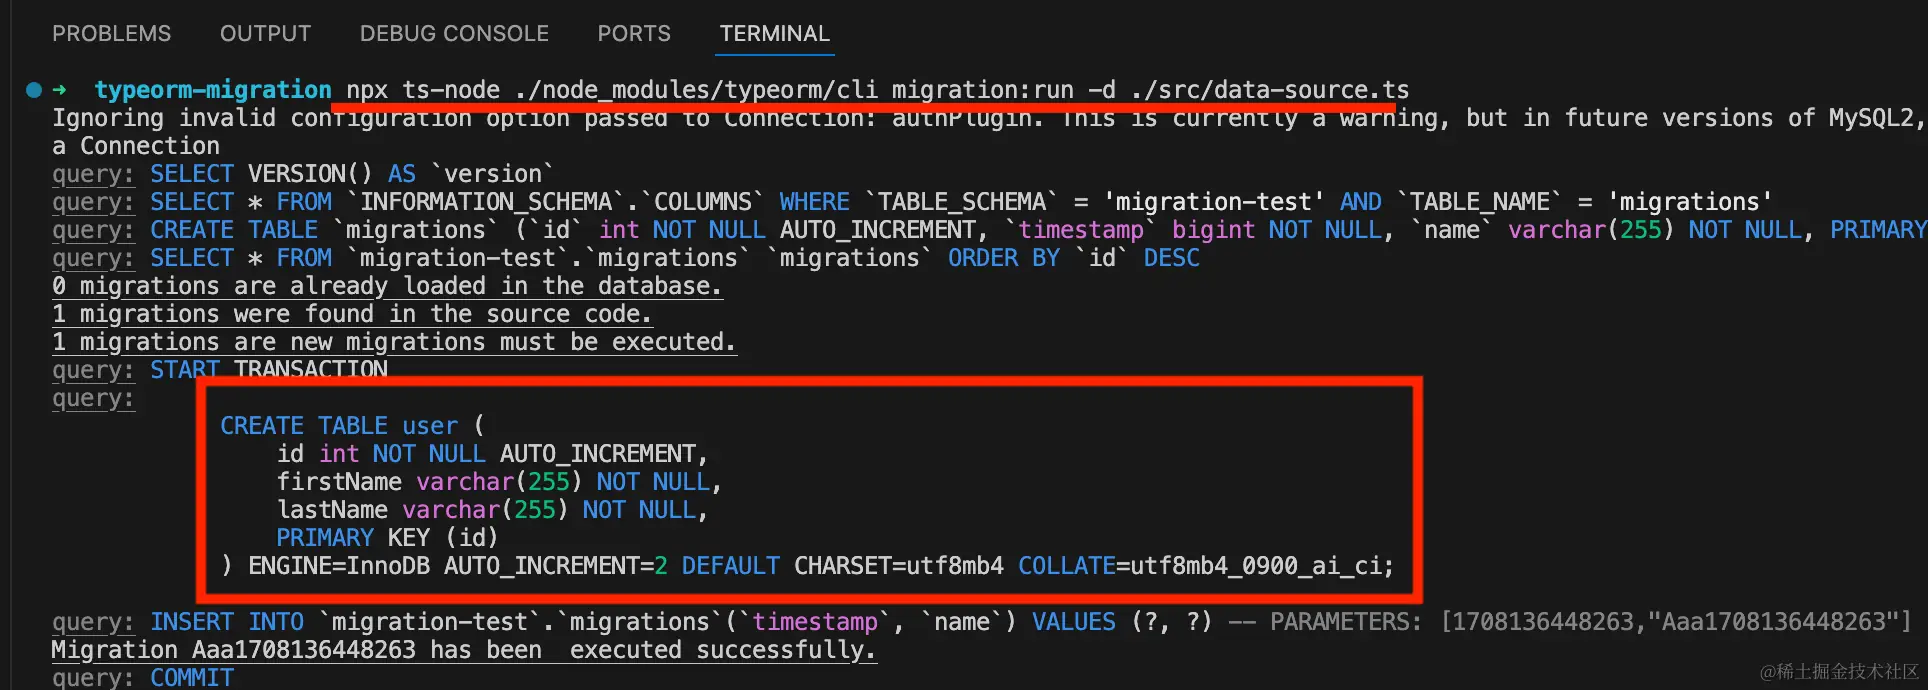 PROBLEMS OUTPUT DEBUG CONSOLE PORTS TERMINAL
➜ typeorm-migration npx ts-node ./node_modules/typeorm/cli migration:run -d ./src/data-source.ts
Ignoring invalid configuration option passed to Connection: authPlugin. This is currently a warning, but in future versions of MySQL2,
a Connection
query: SELECT VERSION() AS `version`
query: SELECT * FROM `INFORMATION_SCHEMA`.`COLUMNS` WHERE `TABLE_SCHEMA` = 'migration-test' AND `TABLE_NAME` = 'migrations'
query: CREATE TABLE `migrations` (`id` int NOT NULL AUTO_INCREMENT, `timestamp` bigint NOT NULL, `name` varchar(255) NOT NULL, PRIMARY
query: SELECT * FROM `migration-test`.`migrations` `migrations` ORDER BY `id` DESC
0 migrations are already loaded in the database.
1 migrations were found in the source code.
1 migrations are new migrations must be executed.
query: START TRANSACTION
query:
CREATE TABLE user (
id int NOT NULL AUTO_INCREMENT,
firstName varchar(255) NOT NULL,
lastName varchar(255) NOT NULL,
PRIMARY KEY (id)
) ENGINE=InnoDB AUTO_INCREMENT=2 DEFAULT CHARSET=utf8mb4 COLLATE=utf8mb4_0900_ai_ci;
query: INSERT INTO `migration-test`.`migrations`(`timestamp`, `name`) VALUES (?, ?) -- PARAMETERS: [1708136448263,"Aaa1708136448263"]
Migration Aaa1708136448263 has been  executed successfully.
query: COMMIT
@稀土掘金技术社区